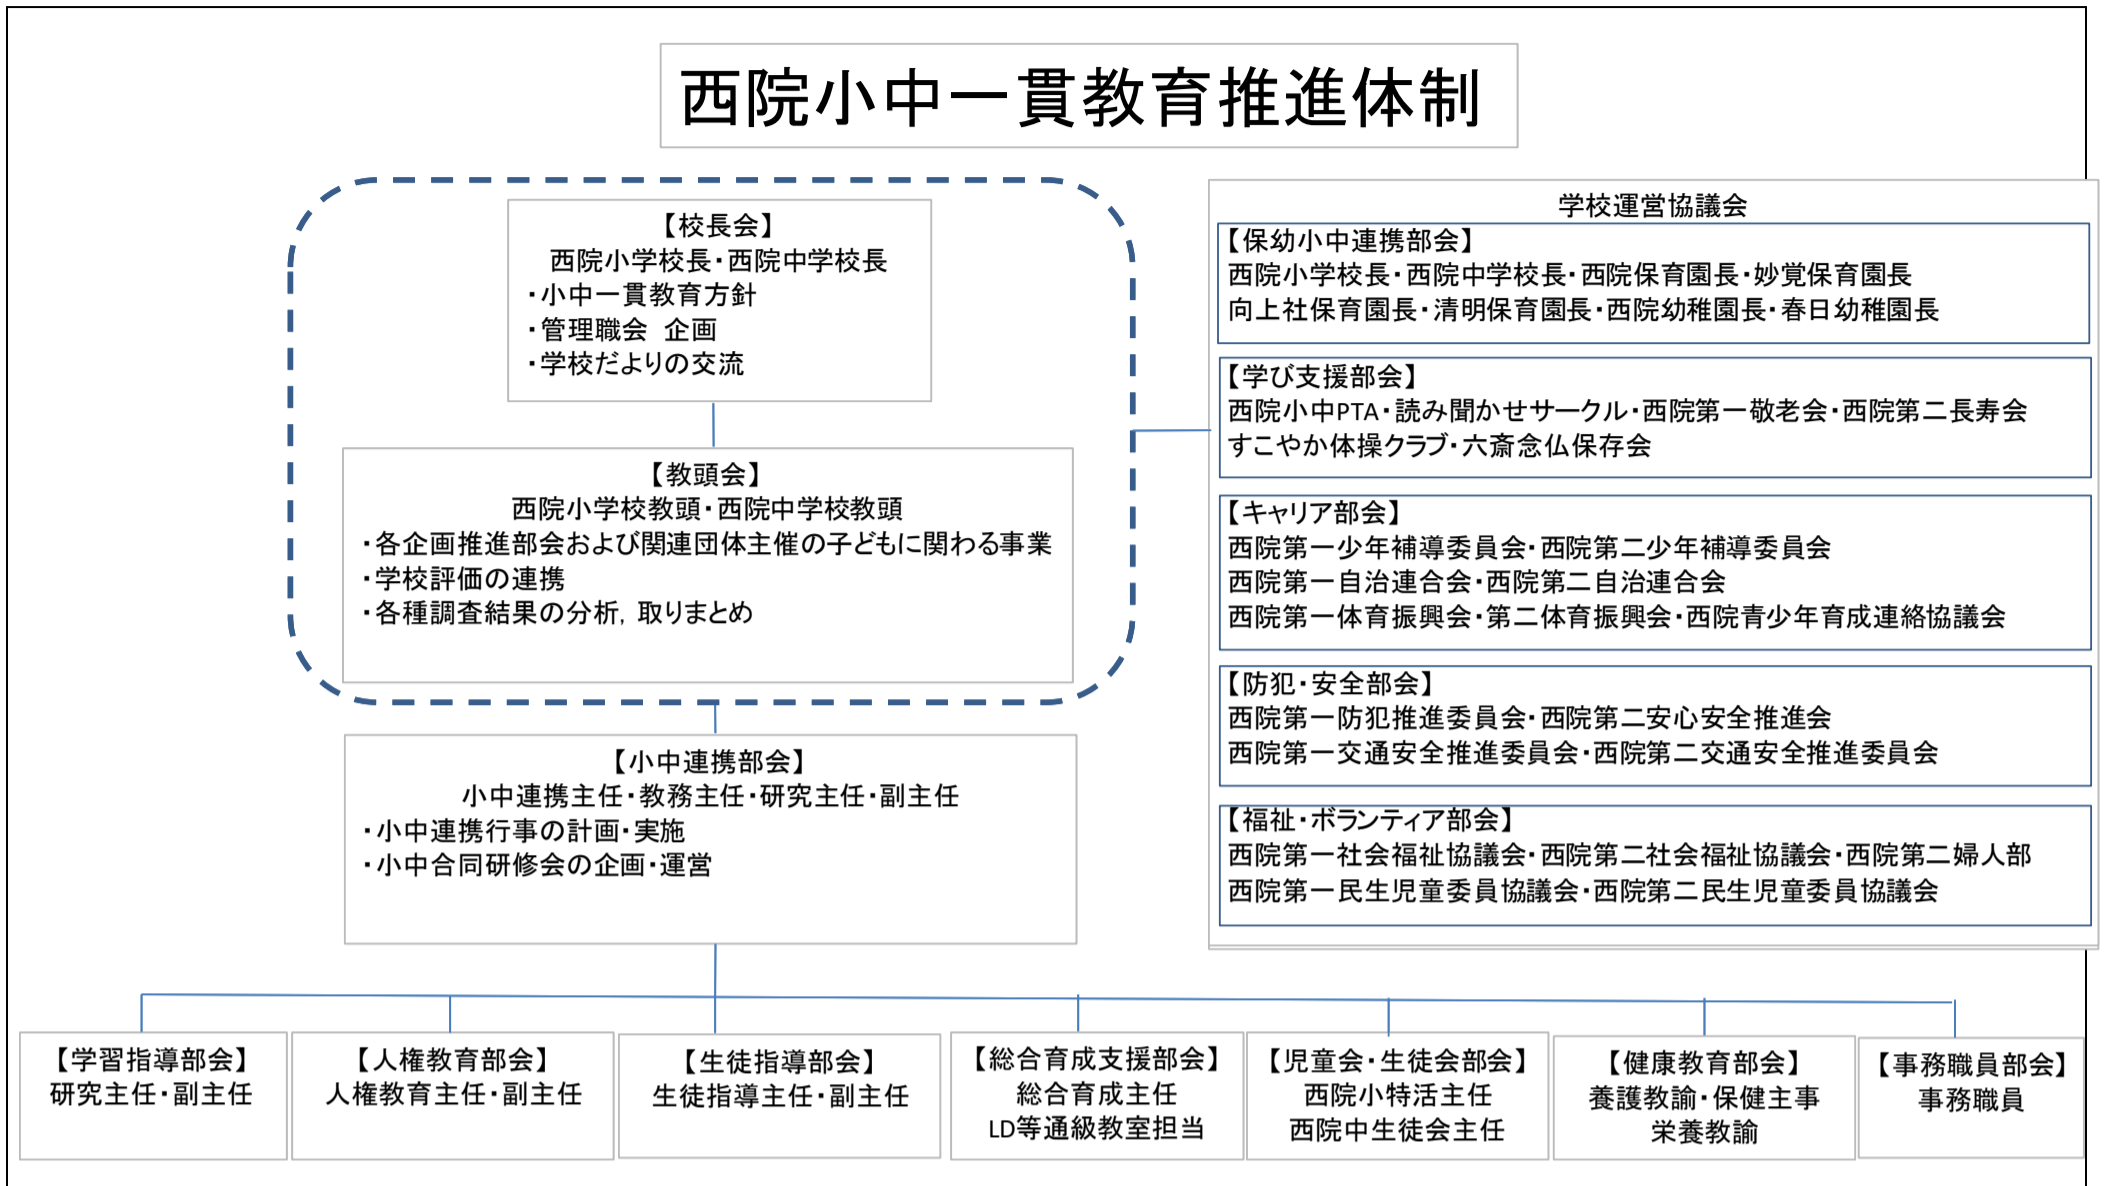 西院小中一貫教育推進体制
【校長会】
西院小学校長・西院中学校長
・小中一貫教育方針
・管理職会　企画
・学校だよりの交流
【教頭会】
西院小学校教頭・西院中学校教頭
・各企画推進部会および関連団体主催の子どもに関わる事業
・学校評価の連携
・各種調査結果の分析，取りまとめ
【小中連携部会】
小中連携主任・教務主任・研究主任・副主任
・小中連携行事の計画・実施
・小中合同研修会の企画・運営
学校運営協議会
【保幼小中連携部会】
西院小学校長・西院中学校長・西院保育園長・妙覚保育園長
向上社保育園長・清明保育園長・西院幼稚園長・春日幼稚園長
【学び支援部会】
西院小中PTA・読み聞かせサークル・西院第一敬老会・西院第二長寿会
すこやか体操クラブ・六斎念仏保存会
【キャリア部会】
西院第一少年補導委員会・西院第二少年補導委員会
西院第一自治連合会・西院第二自治連合会
西院第一体育振興会・第二体育振興会・西院青少年育成連絡協議会
【防犯・安全部会】
西院第一防犯推進委員会・西院第二安心安全推進会
西院第一交通安全推進委員会・西院第二交通安全推進委員会
【福祉・ボランティア部会】
西院第一社会福祉協議会・西院第二社会福祉協議会・西院第二婦人部
西院第一民生児童委員協議会・西院第二民生児童委員協議会
【学習指導部会】
研究主任・副主任
【人権教育部会】
人権教育主任・副主任
【生徒指導部会】
生徒指導主任・副主任
【総合育成支援部会】
総合育成主任
LD等通級教室担当
【児童会・生徒会部会】
西院小特活主任
西院中生徒会主任
【健康教育部会】
養護教諭・保健主事
栄養教諭
【事務職員部会】
事務職員